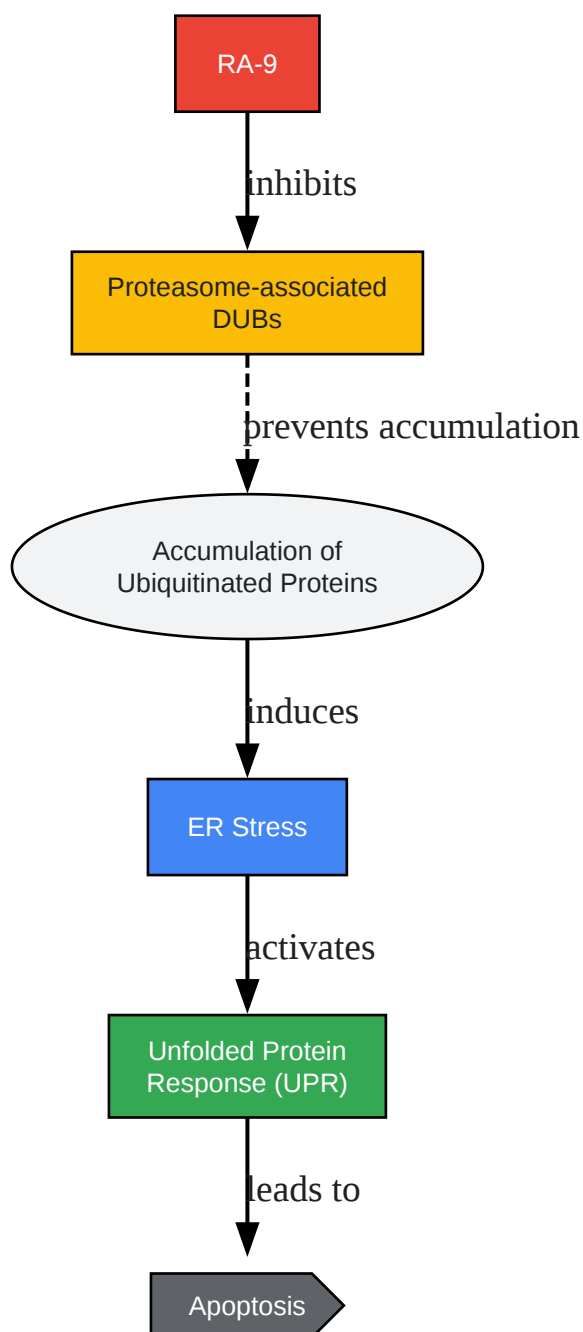 RA-9
inhibits
Proteasome-associated
DUBs
prevents accumulation
Accumulation of
Ubiquitinated Proteins
induces
ER Stress
activates
Unfolded Protein
Response (UPR)
leads to
Apoptosis